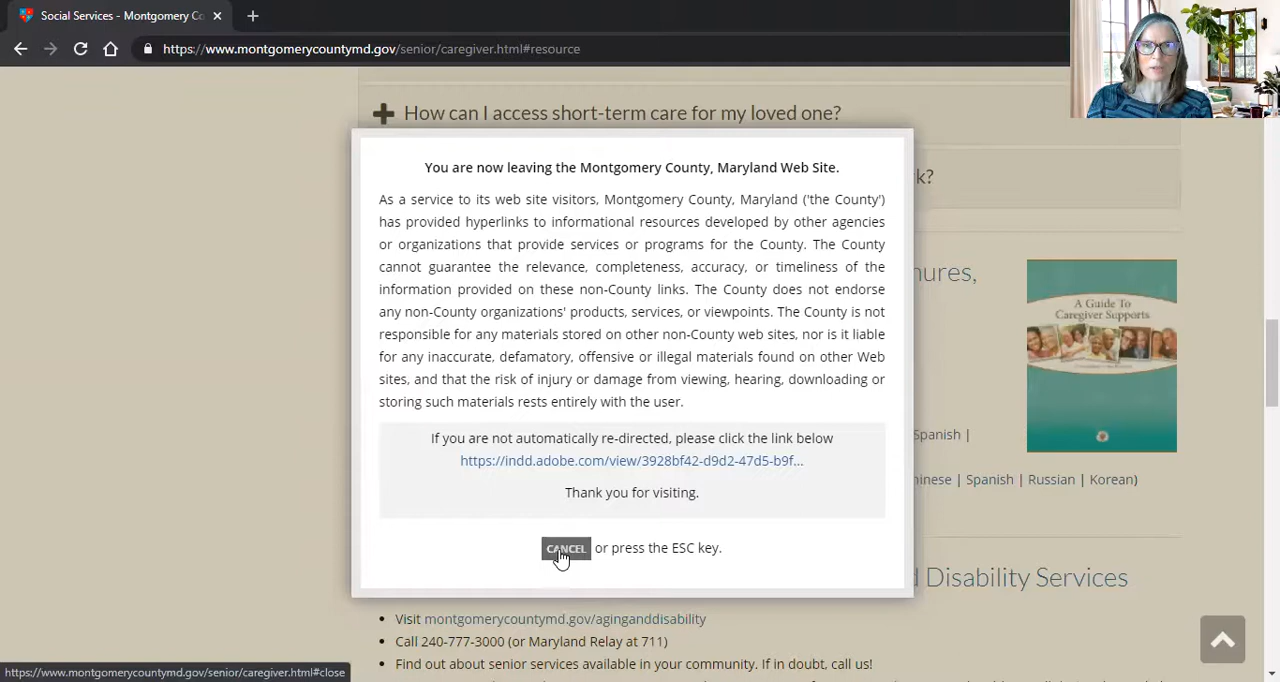 Social Services - Montgomery Co
https://www.montgomerycountymd.gov/senior/caregiver.html#resource
How can I access short-term care for my loved one?
You are now leaving the Montgomery County, Maryland Web Site.
k?
As a service to its web site visitors, Montgomery County, Maryland ('the County')
has provided hyperlinks to informational resources developed by other agencies
or organizations that provide services or programs for the County. The County
cannot guarantee the relevance, completeness, accuracy, or timeliness of the
information provided on these non-County links. The County does not endorse
any non-County organizations' products, services, or viewpoints. The County is not
responsible for any materials stored on other non-County web sites, nor is it liable
for any inaccurate, defamatory, offensive or illegal materials found on other Web
sites, and that the risk of injury or damage from viewing, hearing, downloading or
storing such materials rests entirely with the user.
If you are not automatically re-directed, please click the link below
https://indd.adobe.com/view/3928bf42-d9d2-47d5-b9f...
Thank you for visiting.
CANCEL or press the ESC key.
hures,
A Guide To
Caregiver Supports
Spanish |
inese | Spanish | Russian | Korean)
d Disability Services
Visit montgomerycountymd.gov/aginganddisability
Call 240-777-3000 (or Maryland Relay at 711)
Find out about senior services available in your community. If in doubt, call us!
https://www.montgomerycountymd.gov/senior/caregiver.html#close